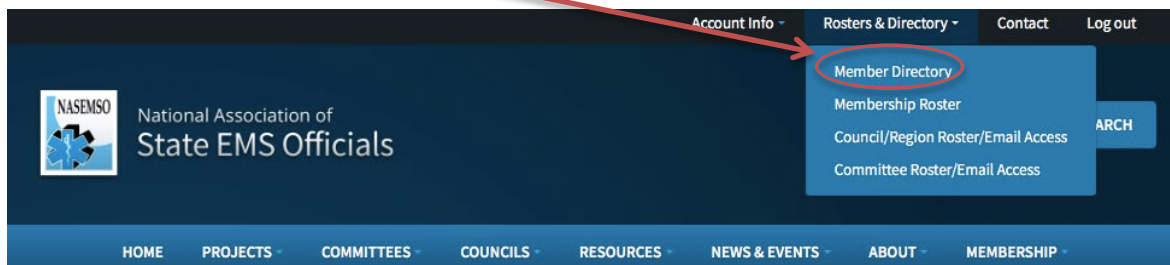 Account Info Rosters & Directory Contact Log out
Member Directory
Membership Roster
Council/Region Roster/Email Access
Committee Roster/Email Access
ARCH
NASEMSO
National Association of
State EMS Officials
HOME PROJECTS COMMITTEES COUNCILS RESOURCES NEWS & EVENTS ABOUT MEMBERSHIP